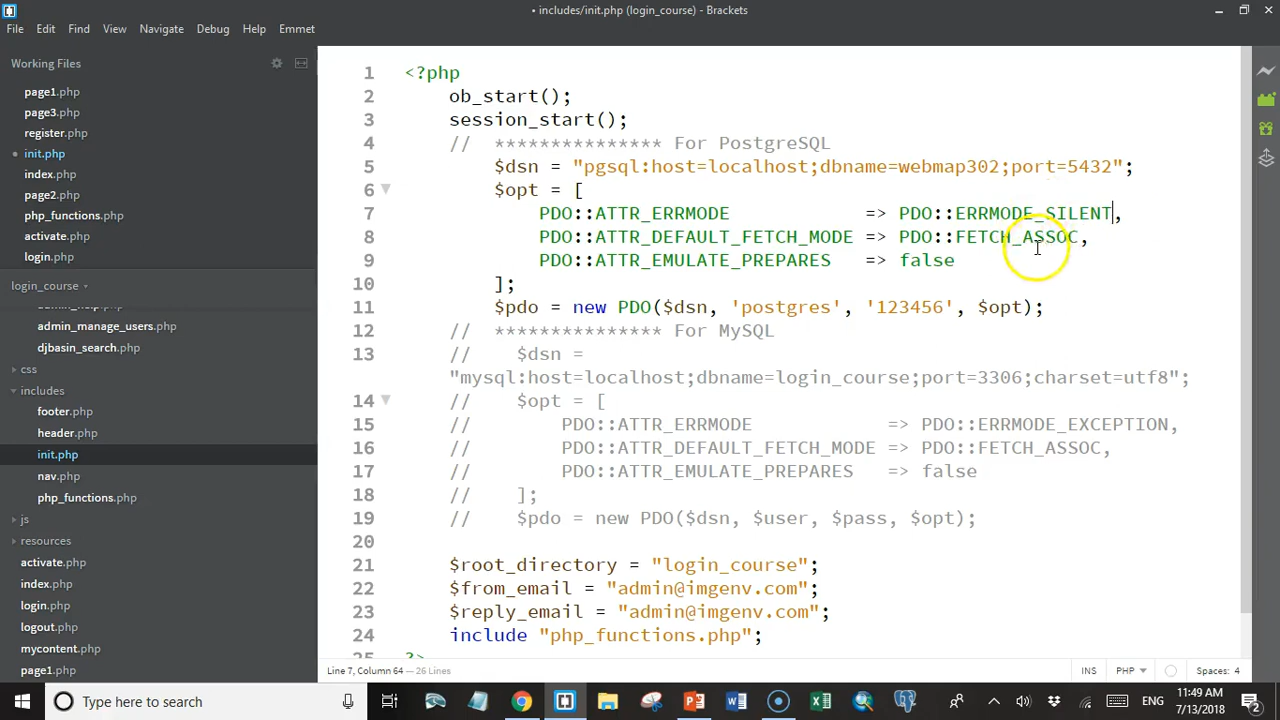 • includes/init.php (login_course) - Brackets
File Edit Find View Navigate Debug Help Emmet
Working Files
page1.php
page3.php
register.php
• init.php
index.php
page2.php
php_functions.php
activate.php
login.php
login_course
admin_manage_users.php
djbasin_search.php
css
includes
footer.php
header.php
init.php
nav.php
php_functions.php
js
resources
activate.php
index.php
login.php
logout.php
mycontent.php
page1.php
1 <?php
2 ob_start();
3 session_start();
4 // *************** For PostgreSQL
5 $dsn = "pgsql:host=localhost;dbname=webmap302;port=5432";
6 $opt = [
7 PDO::ATTR_ERRMODE => PDO::ERRMODE_SILENT,
8 PDO::ATTR_DEFAULT_FETCH_MODE => PDO::FETCH_ASSOC,
9 PDO::ATTR_EMULATE_PREPARES => false
10 ];
11 $pdo = new PDO($dsn, 'postgres', '123456', $opt);
12 // *************** For MySQL
13 // $dsn =
"mysql:host=localhost;dbname=login_course;port=3306;charset=utf8";
14 // $opt = [
15 // PDO::ATTR_ERRMODE => PDO::ERRMODE_EXCEPTION,
16 // PDO::ATTR_DEFAULT_FETCH_MODE => PDO::FETCH_ASSOC,
17 // PDO::ATTR_EMULATE_PREPARES => false
18 // ];
19 // $pdo = new PDO($dsn, $user, $pass, $opt);
20
21 $root_directory = "login_course";
22 $from_email = "admin@imgenv.com";
23 $reply_email = "admin@imgenv.com";
24 include "php_functions.php";
25 ?>
Line 7, Column 64 — 26 Lines
INS PHP Spaces: 4
Type here to search
ENG
11:49 AM
7/13/2018
2